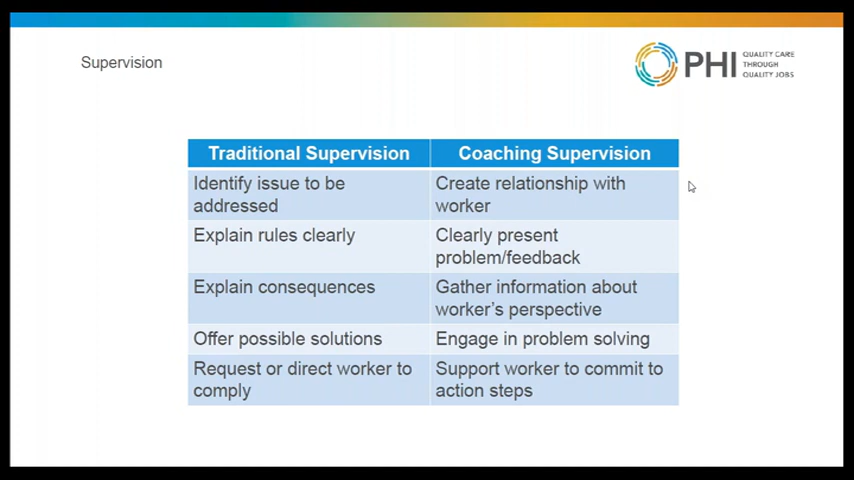 Supervision
PHI
QUALITY CARE
THROUGH
QUALITY JOBS
Traditional Supervision
Coaching Supervision
Identify issue to be
addressed
Create relationship with
worker
Explain rules clearly
Clearly present
problem/feedback
Explain consequences
Gather information about
worker's perspective
Offer possible solutions
Engage in problem solving
Request or direct worker to
comply
Support worker to commit to
action steps